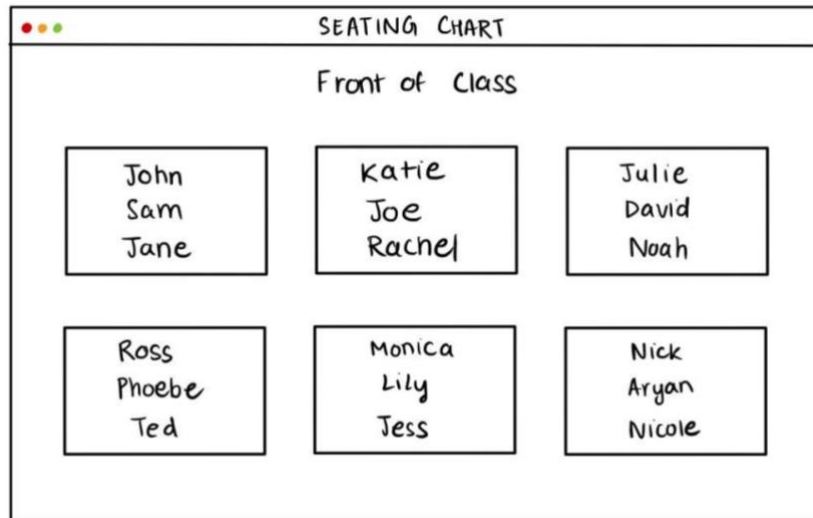 SEATING CHART
Front of Class
John
Sam
Jane
Katie
Joe
Rachel
Julie
David
Noah
Ross
Phoebe
Ted
Monica
Lily
Jess
Nick
Aryan
Nicole